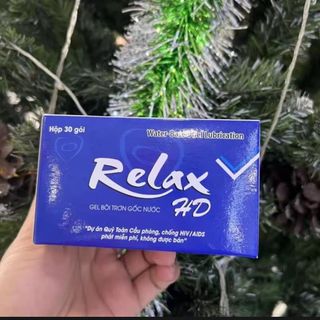 Hộp 30 gói
Water-Based Gel Lubrication
Relax
HD
GEL BÔI TRƠN GỐC NƯỚC
"Dự án Quỹ Toàn Cầu phòng, chống HIV/AIDS
phát miễn phí, không được bán"